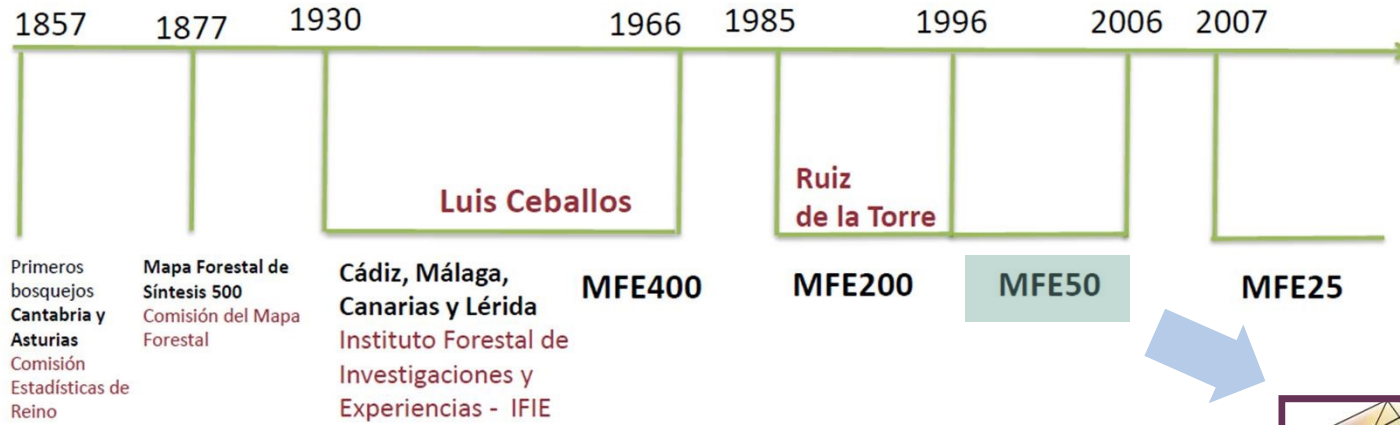 1857
1877
1930
1966
1985
1996
2006
2007
Luis Ceballos
Ruiz
de la Torre
Primeros
bosquejos
Cantabria y
Asturias
Comisión
Estadísticas de
Reino
Mapa Forestal de
Síntesis 500
Comisión del Mapa
Forestal
Cádiz, Málaga,
Canarias y Lérida
Instituto Forestal de
Investigaciones y
Experiencias - IFIE
MFE400
MFE200
MFE50
MFE25